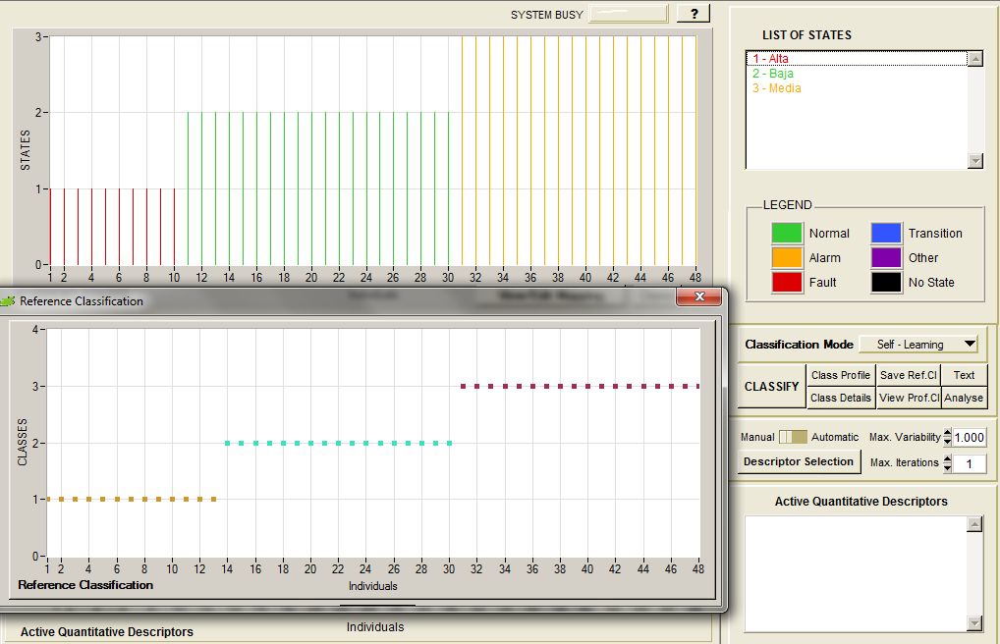 SYSTEM BUSY
?
LIST OF STATES
1 - Alta
2 - Baja
3 - Media
STATES
3
2
1
0
1 2 4 6 8 10 12 14 16 18 20 22 24 26 28 30 32 34 36 38 40 42 44 46 48
LEGEND
Normal Transition
Alarm Other
Fault No State
Reference Classification
X
CLASSES
4
3
2
1
0
1 2 4 6 8 10 12 14 16 18 20 22 24 26 28 30 32 34 36 38 40 42 44 46 48
Reference Classification
Individuals
Classification Mode Self - Learning
CLASSIFY
Class Profile Save Ref.Cl Text
Class Details View Prof.Cl Analyse
Manual Automatic Max. Variability 1.000
Descriptor Selection Max. Iterations 1
Active Quantitative Descriptors
Active Quantitative Descriptors
Individuals